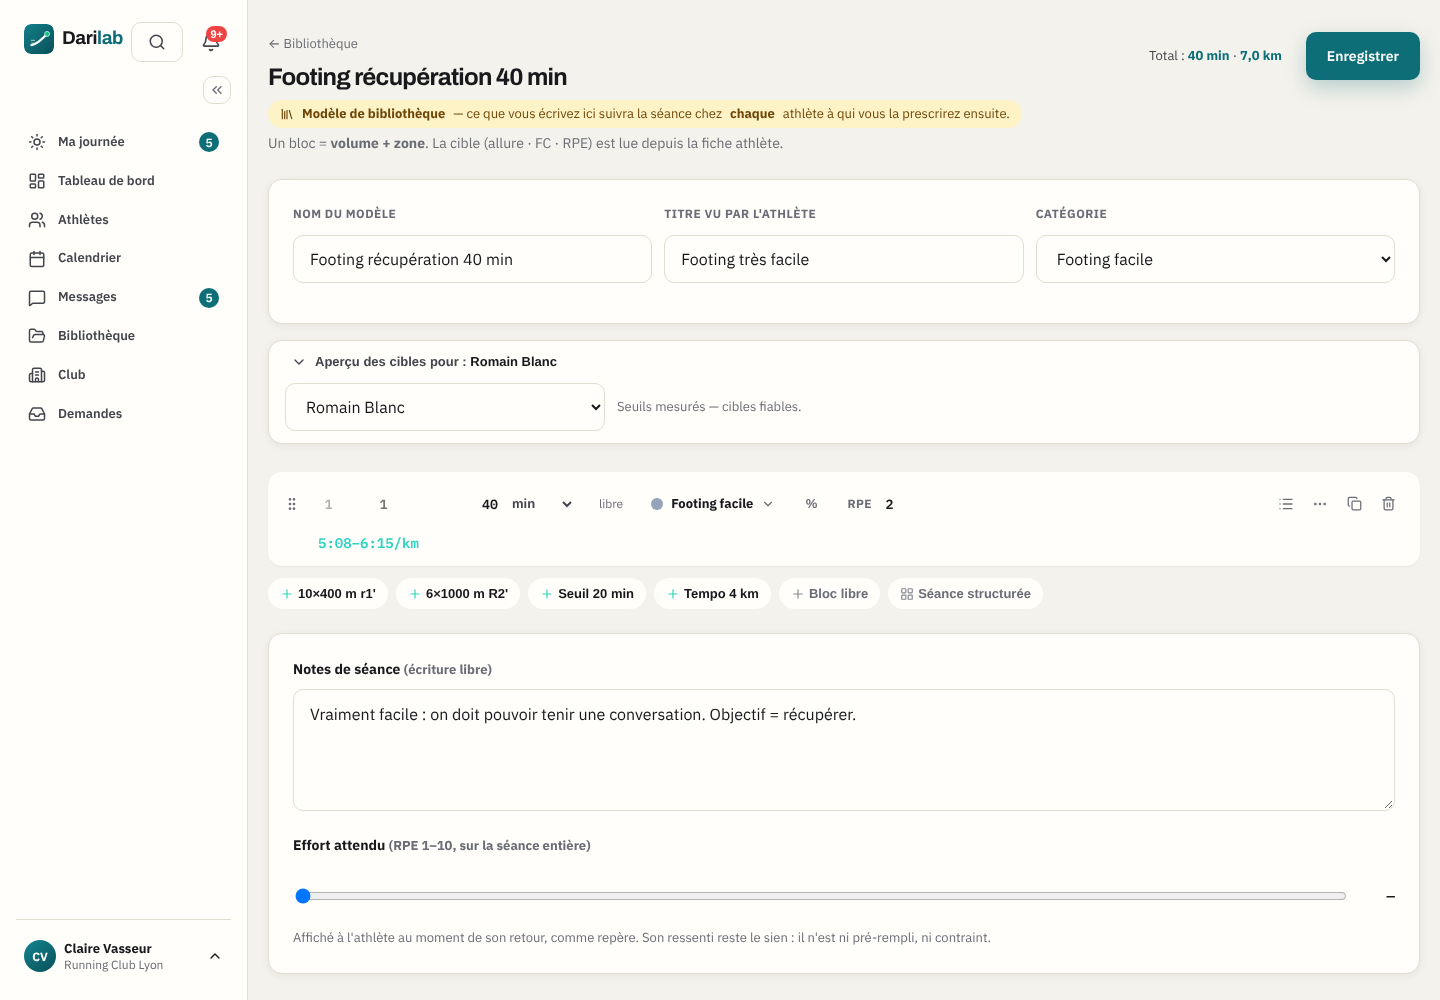 Darilab
9+
Ma journée 5
Tableau de bord
Athlètes
Calendrier
Messages 5
Bibliothèque
Club
Demandes
CV Claire Vasseur
Running Club Lyon
← Bibliothèque
Footing récupération 40 min
Total : 40 min · 7,0 km
Enregistrer
Modèle de bibliothèque — ce que vous écrivez ici suivra la séance chez chaque athlète à qui vous la prescrirez ensuite.
Un bloc = volume + zone. La cible (allure · FC · RPE) est lue depuis la fiche athlète.
NOM DU MODÈLE TITRE VU PAR L'ATHLÈTE CATÉGORIE
Footing récupération 40 min Footing très facile Footing facile
Aperçu des cibles pour : Romain Blanc
Romain Blanc Seuils mesurés — cibles fiables.
1 1 40 min libre Footing facile % RPE 2
5:08–6:15/km
+ 10×400 m r1' + 6×1000 m R2' + Seuil 20 min + Tempo 4 km + Bloc libre Séance structurée
Notes de séance (écriture libre)
Vraiment facile : on doit pouvoir tenir une conversation. Objectif = récupérer.
Effort attendu (RPE 1–10, sur la séance entière)
–
Affiché à l'athlète au moment de son retour, comme repère. Son ressenti reste le sien : il n'est ni pré-rempli, ni contraint.